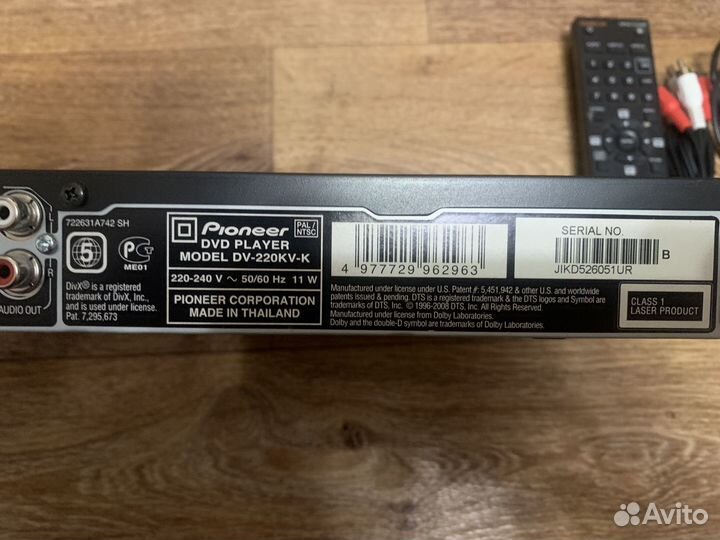 L
R
AUDIO OUT
722631A742 SH
5
ME01
DivX® is a registered
trademark of DivX, Inc.,
and is used under license.
Pat. 7,295,673
Pioneer
PAL/
NTSC
DVD PLAYER
MODEL DV-220KV-K
220-240 V ~ 50/60 Hz 11 W
PIONEER CORPORATION
MADE IN THAILAND
4 977729 962963
SERIAL NO.
B
JIKD526051UR
Manufactured under license under U.S. Patent #: 5,451,942 & other U.S. and worldwide
patents issued & pending. DTS is a registered trademark & the DTS logos and Symbol are
trademarks of DTS, Inc. © 1996-2008 DTS, Inc. All Rights Reserved.
Manufactured under license from Dolby Laboratories.
Dolby and the double-D symbol are trademarks of Dolby Laboratories.
CLASS 1
LASER PRODUCT
Avito